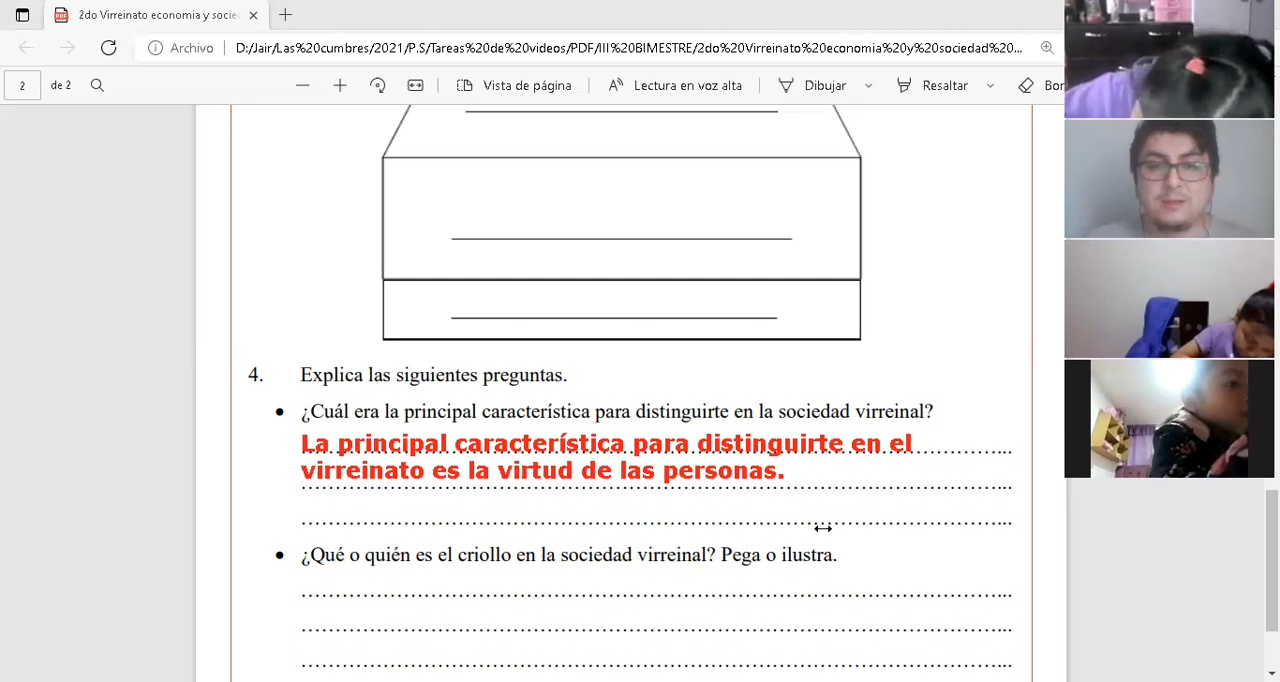 2do Virreinato economia y socie
Archivo
D:/Jair/Las%20cumbres/2021/P.S/Tareas%20de%20videos/PDF/III%20BIMESTRE/2do%20Virreinato%20economia%20y%20sociedad%20...
2 de 2
Vista de página
Lectura en voz alta
Dibujar
Resaltar
Bor
4. Explica las siguientes preguntas.
• ¿Cuál era la principal característica para distinguirte en la sociedad virreinal?
La principal característica para distinguirte en el
virreinato es la virtud de las personas.
• ¿Qué o quién es el criollo en la sociedad virreinal? Pega o ilustra.